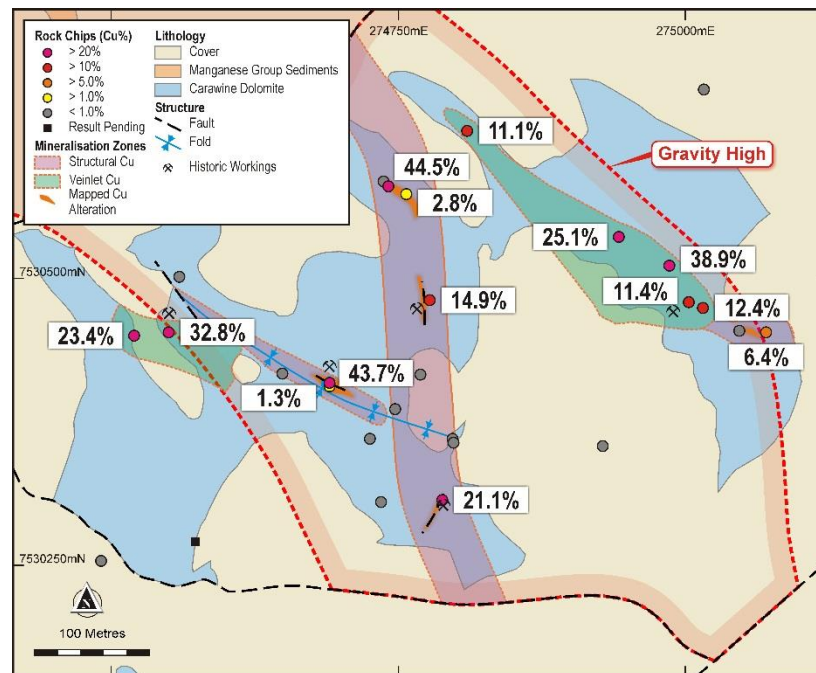 274750mE
275000mE
Rock Chips (Cu%)
> 20%
> 10%
> 5.0%
> 1.0%
< 1.0%
Result Pending
Mineralisation Zones
Structural Cu
Veinlet Cu
Mapped Cu
Alteration
Lithology
Cover
Manganese Group Sediments
Carawine Dolomite
Structure
Fault
Fold
Historic Workings
11.1%
Gravity High
44.5%
2.8%
25.1%
38.9%
7530500mN
14.9%
11.4%
12.4%
23.4%
32.8%
6.4%
43.7%
1.3%
21.1%
7530250mN
100 Metres